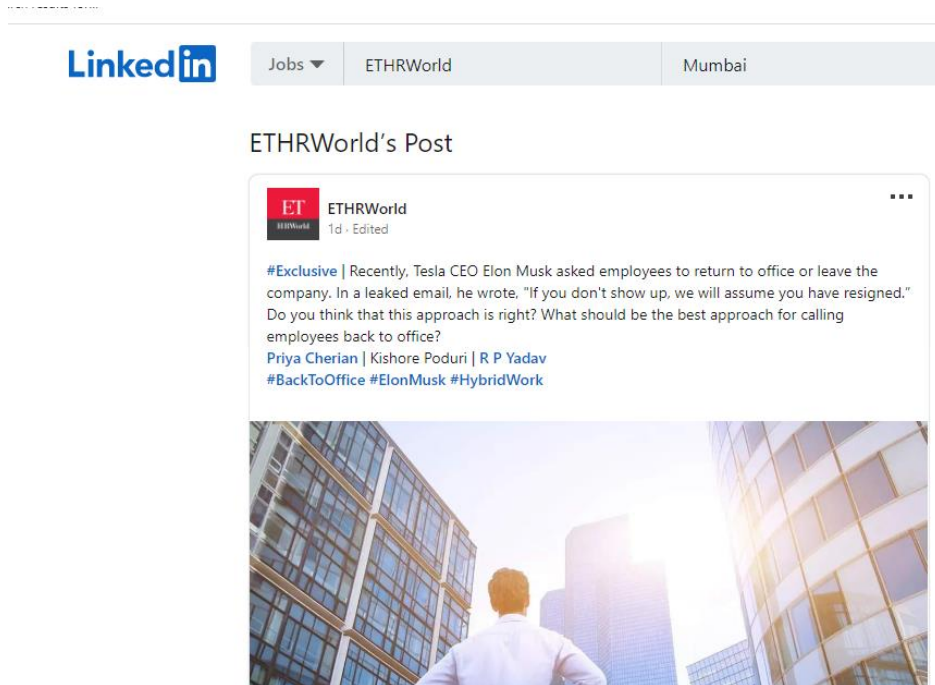 Linked in
Jobs ETHRWorld Mumbai
ETHRWorld's Post
ET
ETHRWorld
ETHRWorld
1d · Edited
#Exclusive | Recently, Tesla CEO Elon Musk asked employees to return to office or leave the
company. In a leaked email, he wrote, "If you don't show up, we will assume you have resigned."
Do you think that this approach is right? What should be the best approach for calling
employees back to office?
Priya Cherian | Kishore Poduri | R P Yadav
#BackToOffice #ElonMusk #HybridWork